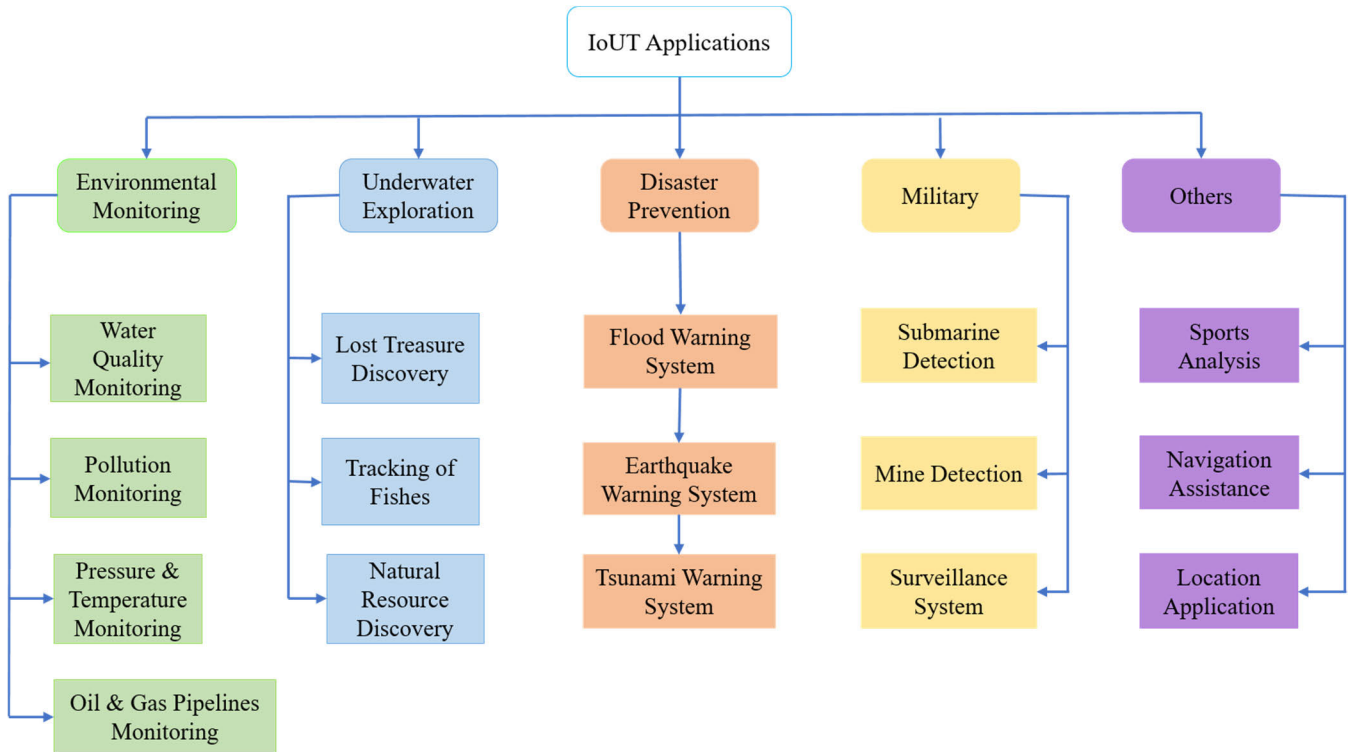 IoUT Applications
Environmental
Monitoring
Underwater
Exploration
Disaster
Prevention
Military
Others
Water
Quality
Monitoring
Pollution
Monitoring
Pressure &
Temperature
Monitoring
Oil & Gas Pipelines
Monitoring
Lost Treasure
Discovery
Tracking of
Fishes
Natural
Resource
Discovery
Flood Warning
System
Earthquake
Warning System
Tsunami Warning
System
Submarine
Detection
Mine Detection
Surveillance
System
Sports
Analysis
Navigation
Assistance
Location
Application